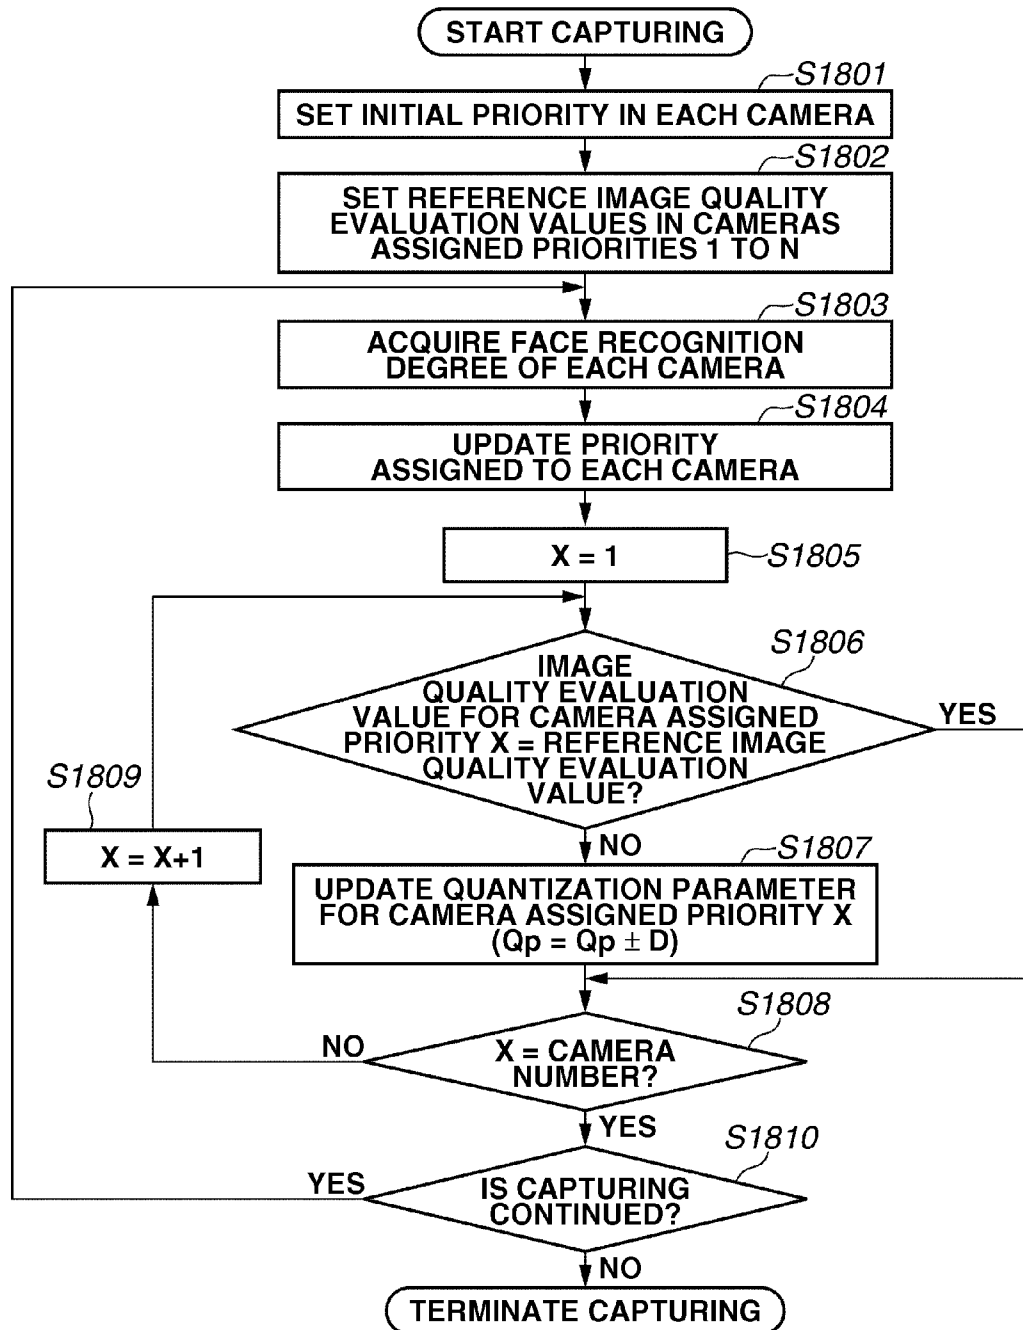 START CAPTURING
S1801
SET INITIAL PRIORITY IN EACH CAMERA
S1802
SET REFERENCE IMAGE QUALITY
EVALUATION VALUES IN CAMERAS
ASSIGNED PRIORITIES 1 TO N
S1803
ACQUIRE FACE RECOGNITION
DEGREE OF EACH CAMERA
S1804
UPDATE PRIORITY
ASSIGNED TO EACH CAMERA
X = 1
S1805
S1806
IMAGE
QUALITY EVALUATION
VALUE FOR CAMERA ASSIGNED
PRIORITY X = REFERENCE IMAGE
QUALITY EVALUATION
VALUE?
YES
NO
S1809
X = X+1
S1807
UPDATE QUANTIZATION PARAMETER
FOR CAMERA ASSIGNED PRIORITY X
(Qp = Qp ± D)
S1808
X = CAMERA
NUMBER?
NO
YES
S1810
IS CAPTURING
CONTINUED?
YES
NO
TERMINATE CAPTURING